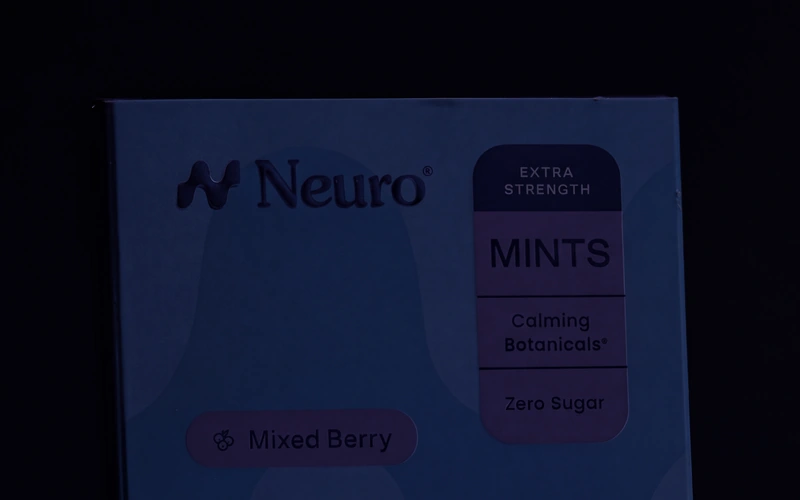 Neuro®
EXTRA
STRENGTH
MINTS
Calming
Botanicals®
Zero Sugar
Mixed Berry